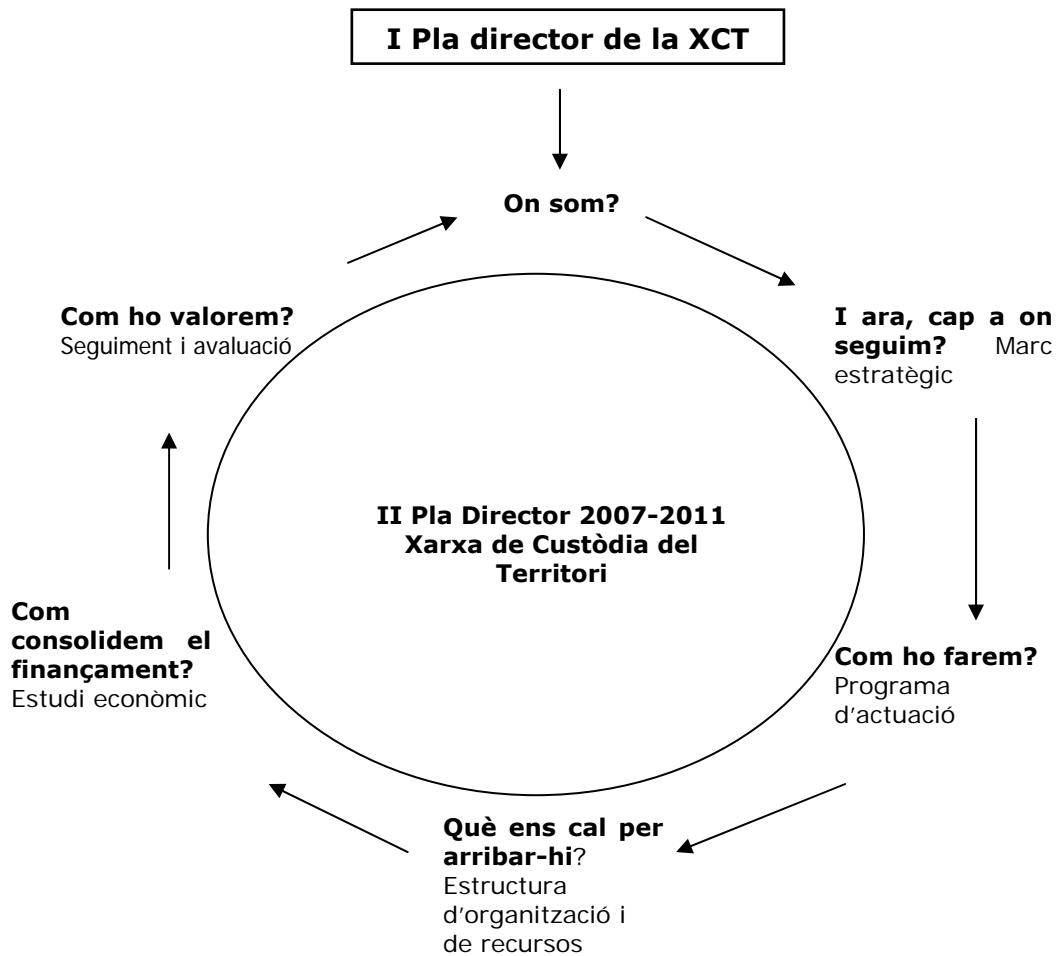 I Pla director de la XCT
On som?
I ara, cap a on
seguim? Marc
estratègic
Com ho farem?
Programa
d'actuació
Què ens cal per
arribar-hi?
Estructura
d'organització i
de recursos
Com
consolidem el
finançament?
Estudi econòmic
Com ho valorem?
Seguiment i avaluació
II Pla Director 2007-2011
Xarxa de Custòdia del
Territori